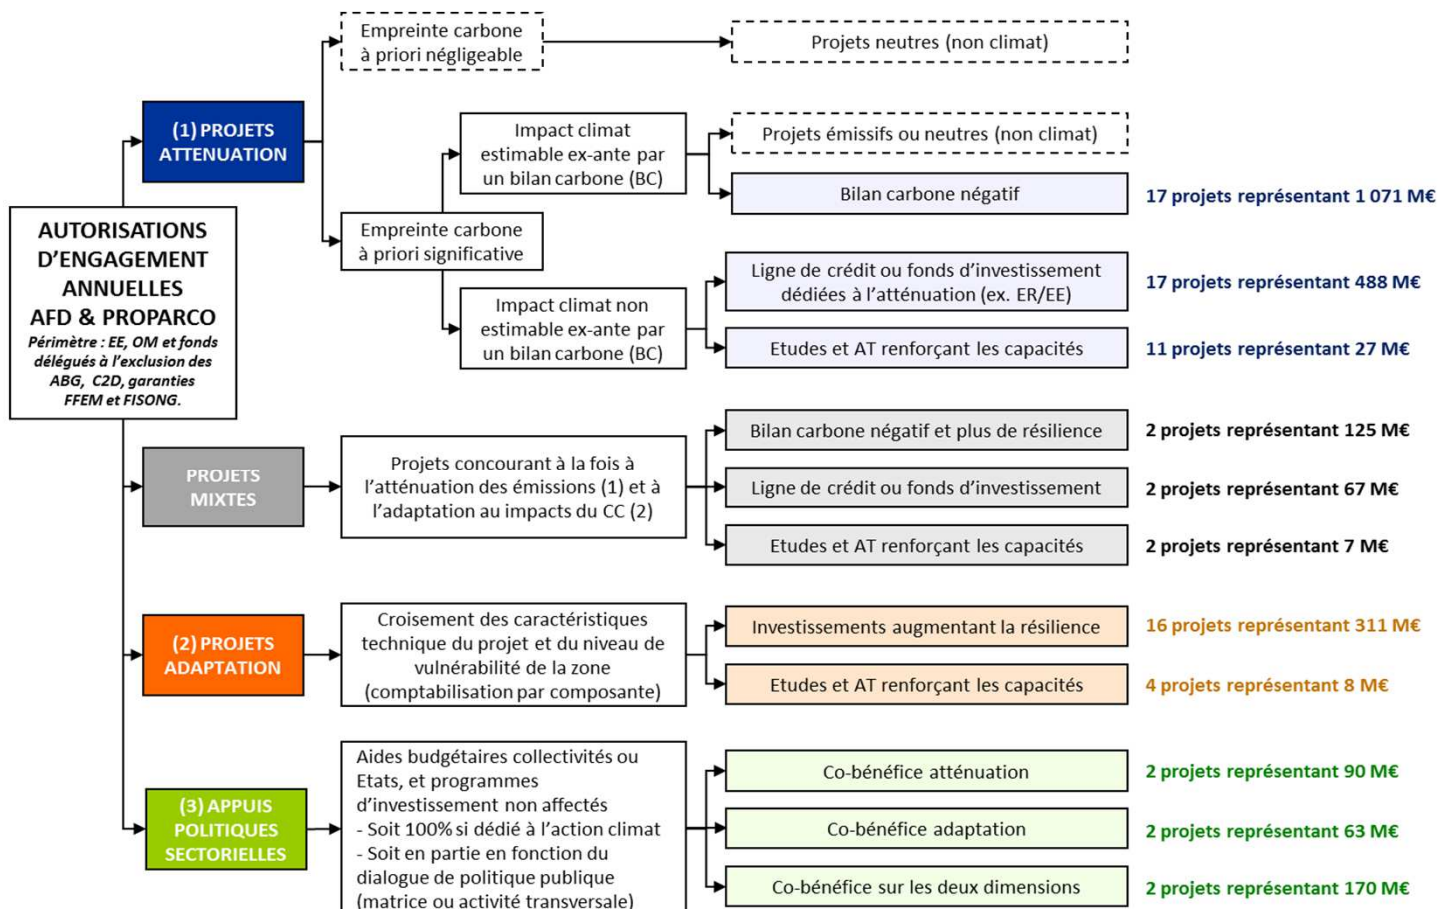 AUTORISATIONS
D'ENGAGEMENT
ANNUELLES
AFD & PROPARCO
Périmètre : EE, OM et fonds
délégués à l'exclusion des
ABG, C2D, garanties
FFEM et FISONG.
(1) PROJETS
ATTENUATION
Empreinte carbone
à priori négligeable
Projets neutres (non climat)
Empreinte carbone
à priori significative
Impact climat
estimable ex-ante par
un bilan carbone (BC)
Projets émissifs ou neutres (non climat)
Bilan carbone négatif
17 projets représentant 1 071 M€
Impact climat non
estimable ex-ante par
un bilan carbone (BC)
Ligne de crédit ou fonds d'investissement
dédiées à l'atténuation (ex. ER/EE)
17 projets représentant 488 M€
Etudes et AT renforçant les capacités
11 projets représentant 27 M€
PROJETS
MIXTES
Projets concourant à la fois à
l'atténuation des émissions (1) et à
l'adaptation au impacts du CC (2)
Bilan carbone négatif et plus de résilience
2 projets représentant 125 M€
Ligne de crédit ou fonds d'investissement
2 projets représentant 67 M€
Etudes et AT renforçant les capacités
2 projets représentant 7 M€
(2) PROJETS
ADAPTATION
Croisement des caractéristiques
technique du projet et du niveau de
vulnérabilité de la zone
(comptabilisation par composante)
Investissements augmentant la résilience
16 projets représentant 311 M€
Etudes et AT renforçant les capacités
4 projets représentant 8 M€
(3) APPUIS
POLITIQUES
SECTORIELLES
Aides budgétaires collectivités ou
Etats, et programmes
d'investissement non affectés
- Soit 100% si dédié à l'action climat
- Soit en partie en fonction du
dialogue de politique publique
(matrice ou activité transversale)
Co-bénéfice atténuation
2 projets représentant 90 M€
Co-bénéfice adaptation
2 projets représentant 63 M€
Co-bénéfice sur les deux dimensions
2 projets représentant 170 M€